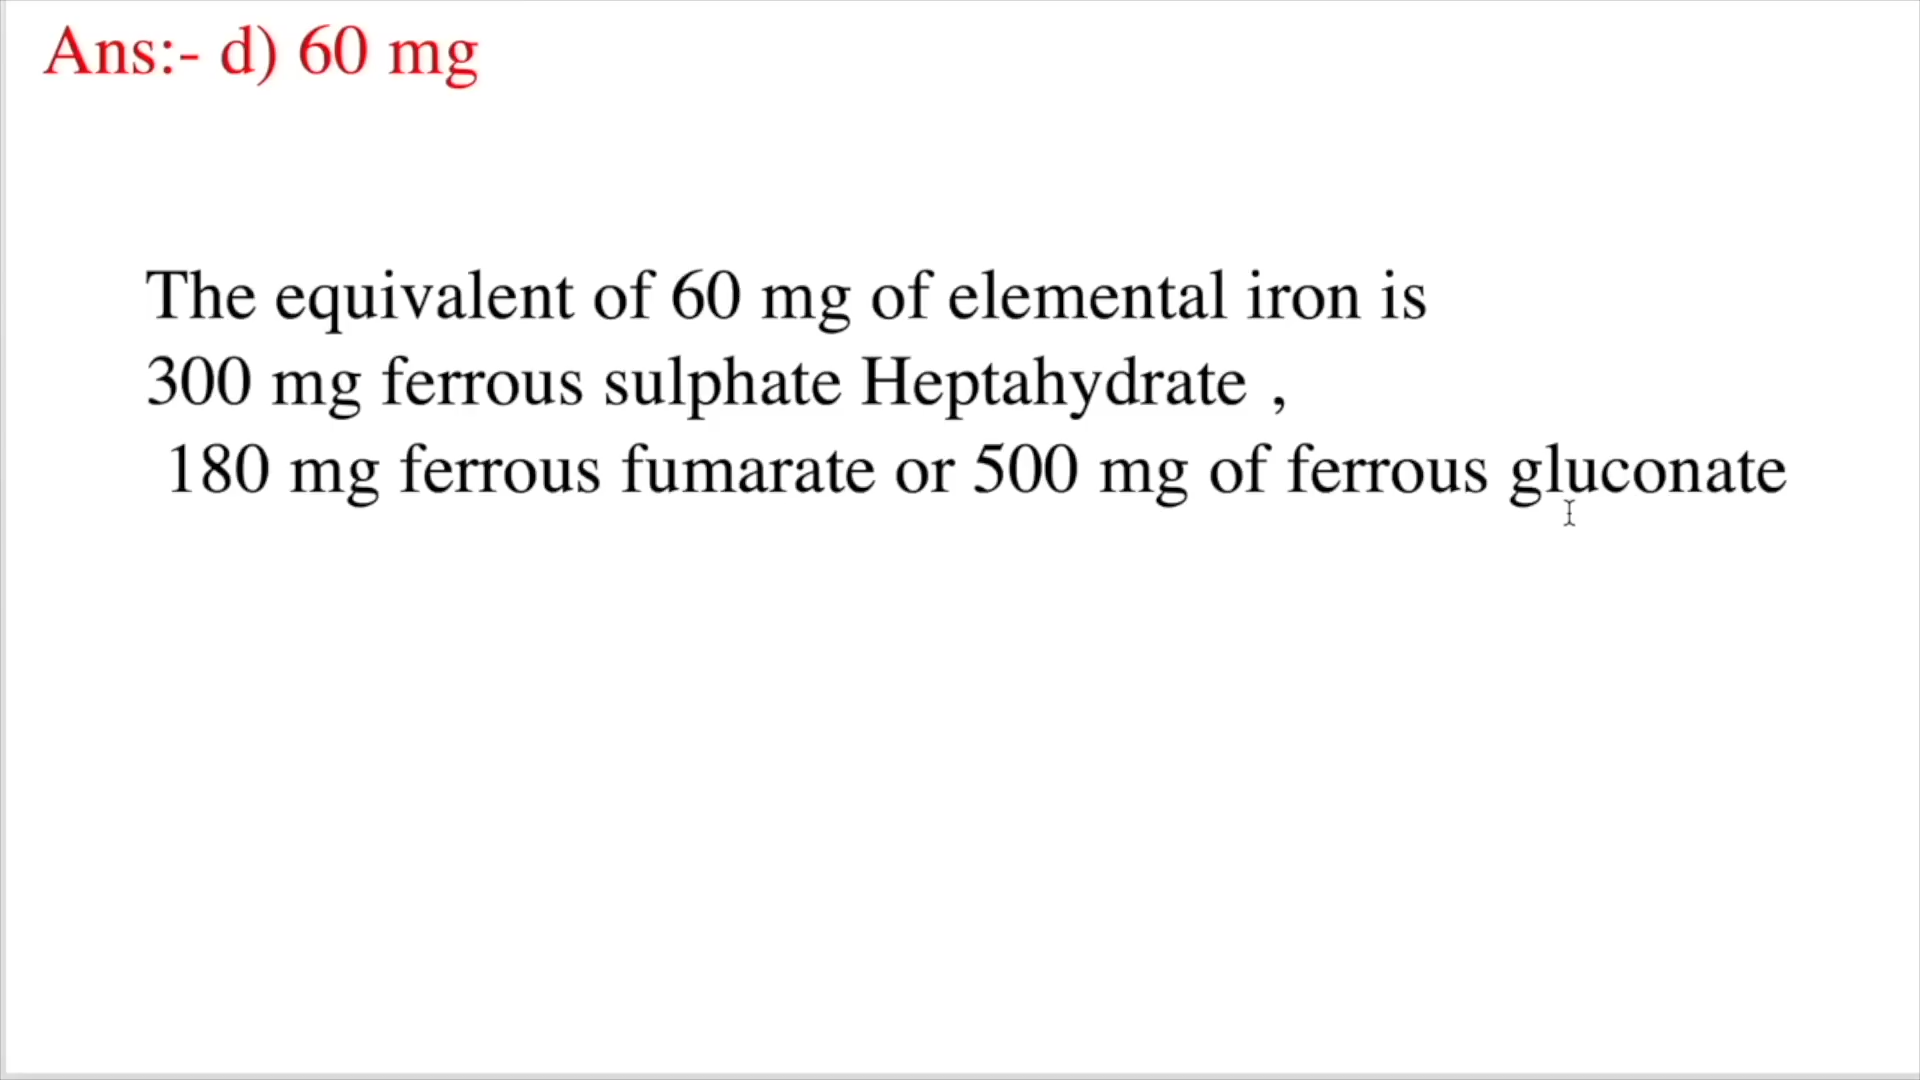 Ans:- d) 60 mg
The equivalent of 60 mg of elemental iron is
300 mg ferrous sulphate Heptahydrate ,
180 mg ferrous fumarate or 500 mg of ferrous gluconate